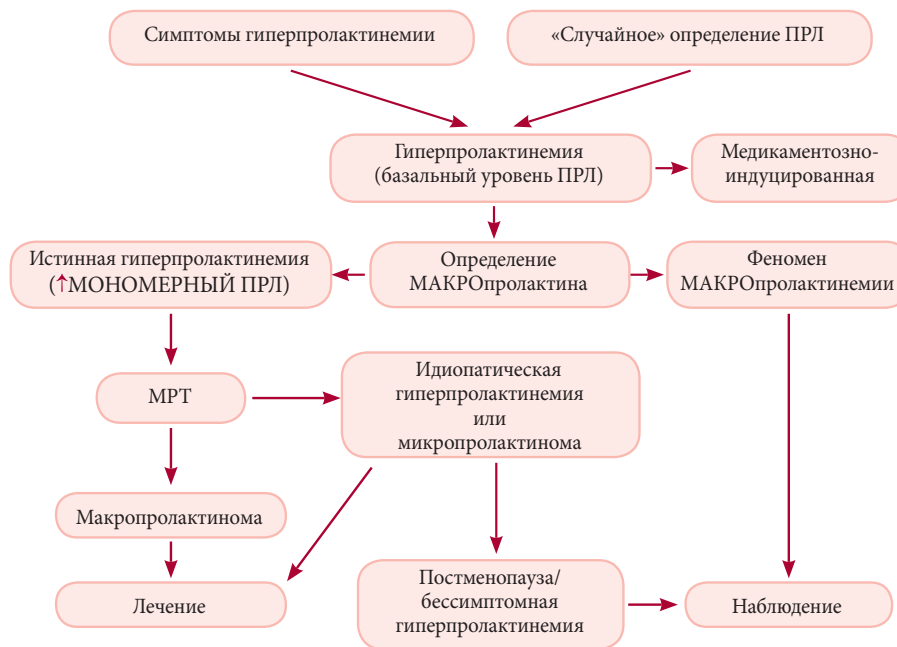 Симптомы гиперпролактинемии
«Случайное» определение ПРЛ
Гиперпролактинемия
(базальный уровень ПРЛ)
Медикаментозно-
индуцированная
Истинная гиперпролактинемия
(↑МОНОМЕРНЫЙ ПРЛ)
Определение
МАКРОпролактина
Феномен
МАКРОпролактинемии
МРТ
Идиопатическая
гиперпролактинемия
или
микропролактинома
Макропролактинома
Лечение
Постменопауза/
бессимптомная
гиперпролактинемия
Наблюдение